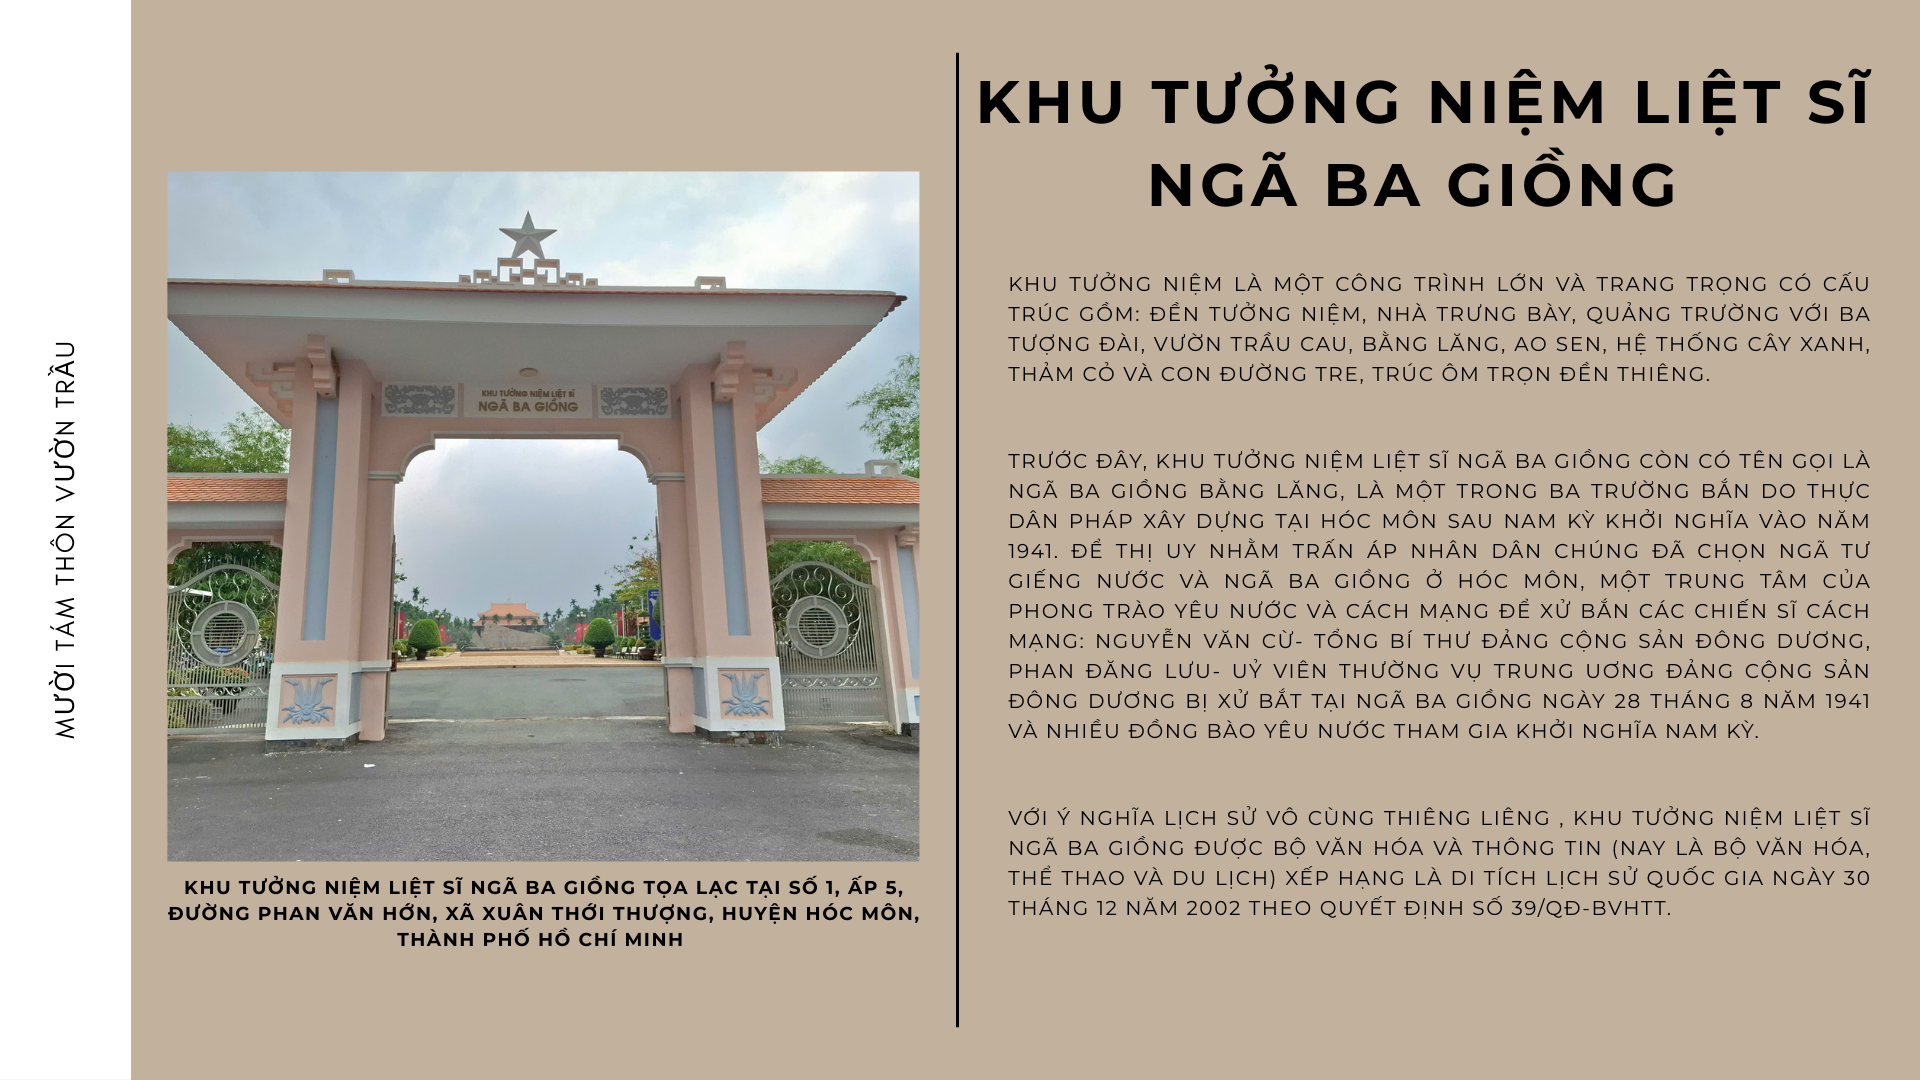 MƯỜI TÁM THÔN VƯỜN TRẦU
KHU TƯỞNG NIỆM LIỆT SĨ
NGÃ BA GIỒNG
KHU TƯỞNG NIỆM LIỆT SĨ NGÃ BA GIỒNG TỌA LẠC TẠI SỐ 1, ẤP 5,
ĐƯỜNG PHAN VĂN HỚN, XÃ XUÂN THỚI THƯỢNG, HUYỆN HÓC MÔN,
THÀNH PHỐ HỒ CHÍ MINH
KHU TƯỞNG NIỆM LIỆT SĨ
NGÃ BA GIỒNG
KHU TƯỞNG NIỆM LÀ MỘT CÔNG TRÌNH LỚN VÀ TRANG TRỌNG CÓ CẤU
TRÚC GỒM: ĐỀN TƯỞNG NIỆM, NHÀ TRƯNG BÀY, QUẢNG TRƯỜNG VỚI BA
TƯỢNG ĐÀI, VƯỜN TRẦU CAU, BẰNG LĂNG, AO SEN, HỆ THỐNG CÂY XANH,
THẢM CỎ VÀ CON ĐƯỜNG TRE, TRÚC ÔM TRỌN ĐỀN THIÊNG.
TRƯỚC ĐÂY, KHU TƯỞNG NIỆM LIỆT SĨ NGÃ BA GIỒNG CÒN CÓ TÊN GỌI LÀ
NGÃ BA GIỒNG BẰNG LĂNG, LÀ MỘT TRONG BA TRƯỜNG BẮN DO THỰC
DÂN PHÁP XÂY DỰNG TẠI HÓC MÔN SAU NAM KỲ KHỞI NGHĨA VÀO NĂM
1941. ĐỂ THỊ UY NHẰM TRẤN ÁP NHÂN DÂN CHÚNG ĐÃ CHỌN NGÃ TƯ
GIẾNG NƯỚC VÀ NGÃ BA GIỒNG Ở HÓC MÔN, MỘT TRUNG TÂM CỦA
PHONG TRÀO YÊU NƯỚC VÀ CÁCH MẠNG ĐỂ XỬ BẮN CÁC CHIẾN SĨ CÁCH
MẠNG: NGUYỄN VĂN CỪ- TỔNG BÍ THƯ ĐẢNG CỘNG SẢN ĐÔNG DƯƠNG,
PHAN ĐĂNG LƯU- UỶ VIÊN THƯỜNG VỤ TRUNG UƠNG ĐẢNG CỘNG SẢN
ĐÔNG DƯƠNG BỊ XỬ BẮT TẠI NGÃ BA GIỒNG NGÀY 28 THÁNG 8 NĂM 1941
VÀ NHIỀU ĐỒNG BÀO YÊU NƯỚC THAM GIA KHỞI NGHĨA NAM KỲ.
VỚI Ý NGHĨA LỊCH SỬ VÔ CÙNG THIÊNG LIÊNG , KHU TƯỞNG NIỆM LIỆT SĨ
NGÃ BA GIỒNG ĐƯỢC BỘ VĂN HÓA VÀ THÔNG TIN (NAY LÀ BỘ VĂN HÓA,
THỂ THAO VÀ DU LỊCH) XẾP HẠNG LÀ DI TÍCH LỊCH SỬ QUỐC GIA NGÀY 30
THÁNG 12 NĂM 2002 THEO QUYẾT ĐỊNH SỐ 39/QĐ-BVHTT.